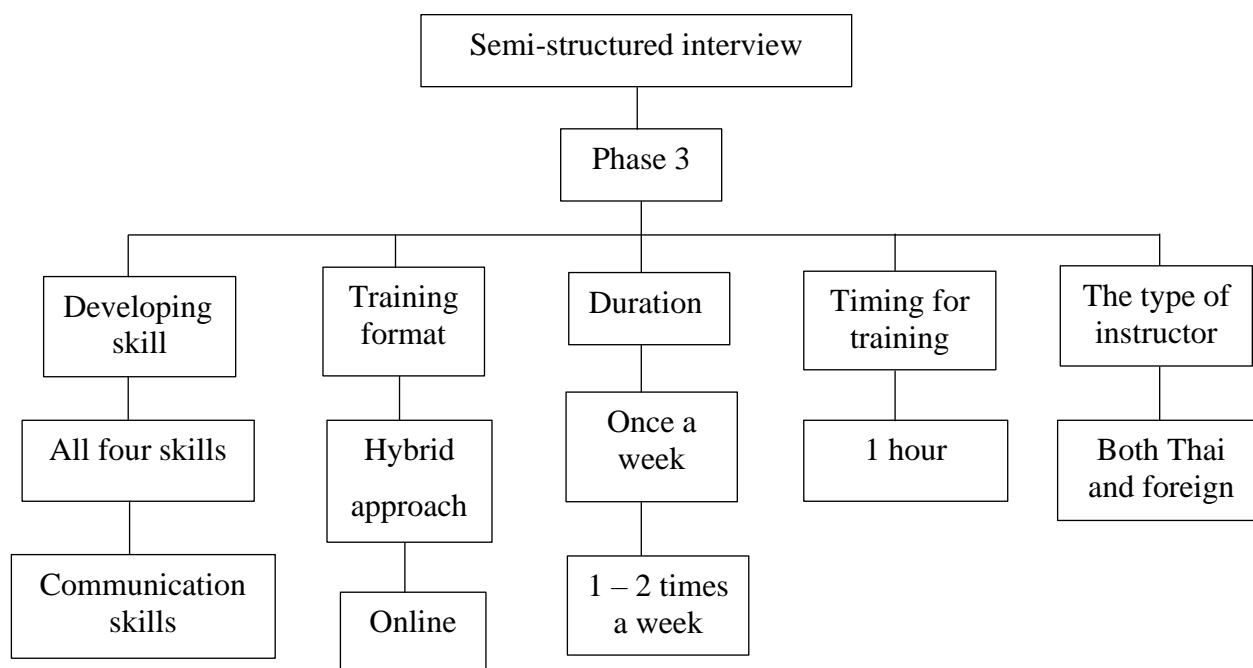 Semi-structured interview
Phase 3
Developing
skill
Training
format
Duration
Timing for
training
The type of
instructor
All four skills
Hybrid
approach
Once a
week
1 hour
Both Thai
and foreign
Communication
skills
Online
1 – 2 times
a week